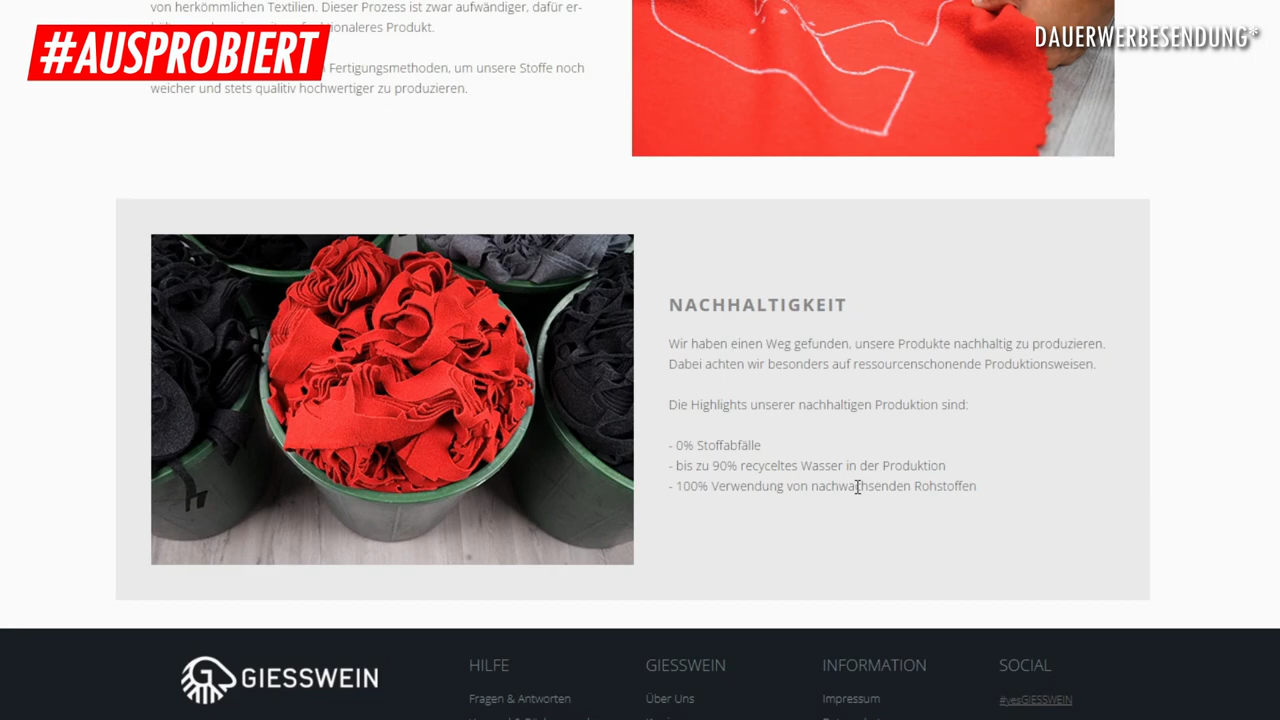 von herkömmlichen Textilien. Dieser Prozess ist zwar aufwändiger, dafür er-
#AUSPROBIERT
DAUERWERBESENDUNG*
funktionaleres Produkt.
Fertigungsmethoden, um unsere Stoffe noch
weicher und stets qualitiv hochwertiger zu produzieren.
NACHHALTIGKEIT
Wir haben einen Weg gefunden, unsere Produkte nachhaltig zu produzieren.
Dabei achten wir besonders auf ressourcenschonende Produktionsweisen.
Die Highlights unserer nachhaltigen Produktion sind:
- 0% Stoffabfälle
- bis zu 90% recyceltes Wasser in der Produktion
- 100% Verwendung von nachwachsenden Rohstoffen
GIESSWEIN
HILFE
Fragen & Antworten
GIESSWEIN
Über Uns
INFORMATION
Impressum
SOCIAL
#yesGIESSWEIN